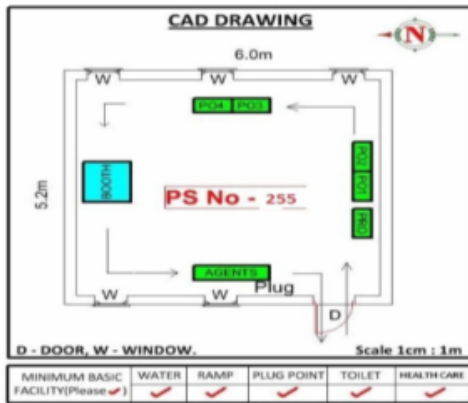 CAD DRAWING
N
6.0m
W W W
PO4 PO3
5.2m
BOOTH
PO2
PO1
PRO
PS No - 255
AGENTS
Plug
W W
D
D - DOOR, W - WINDOW. Scale 1cm : 1m
MINIMUM BASIC FACILITY(Please ✓) WATER RAMP PLUG POINT TOILET HEALTH CARE
✓ ✓ ✓ ✓ ✓